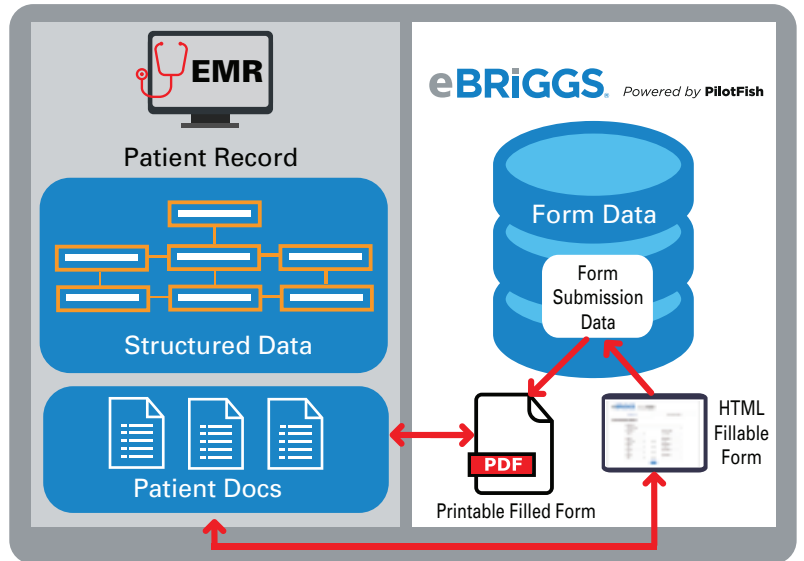 EMR
Patient Record
Structured Data
Patient Docs
eBRiGGS® Powered by PilotFish
Form Data
Form
Submission
Data
PDF
Printable Filled Form
HTML
Fillable
Form